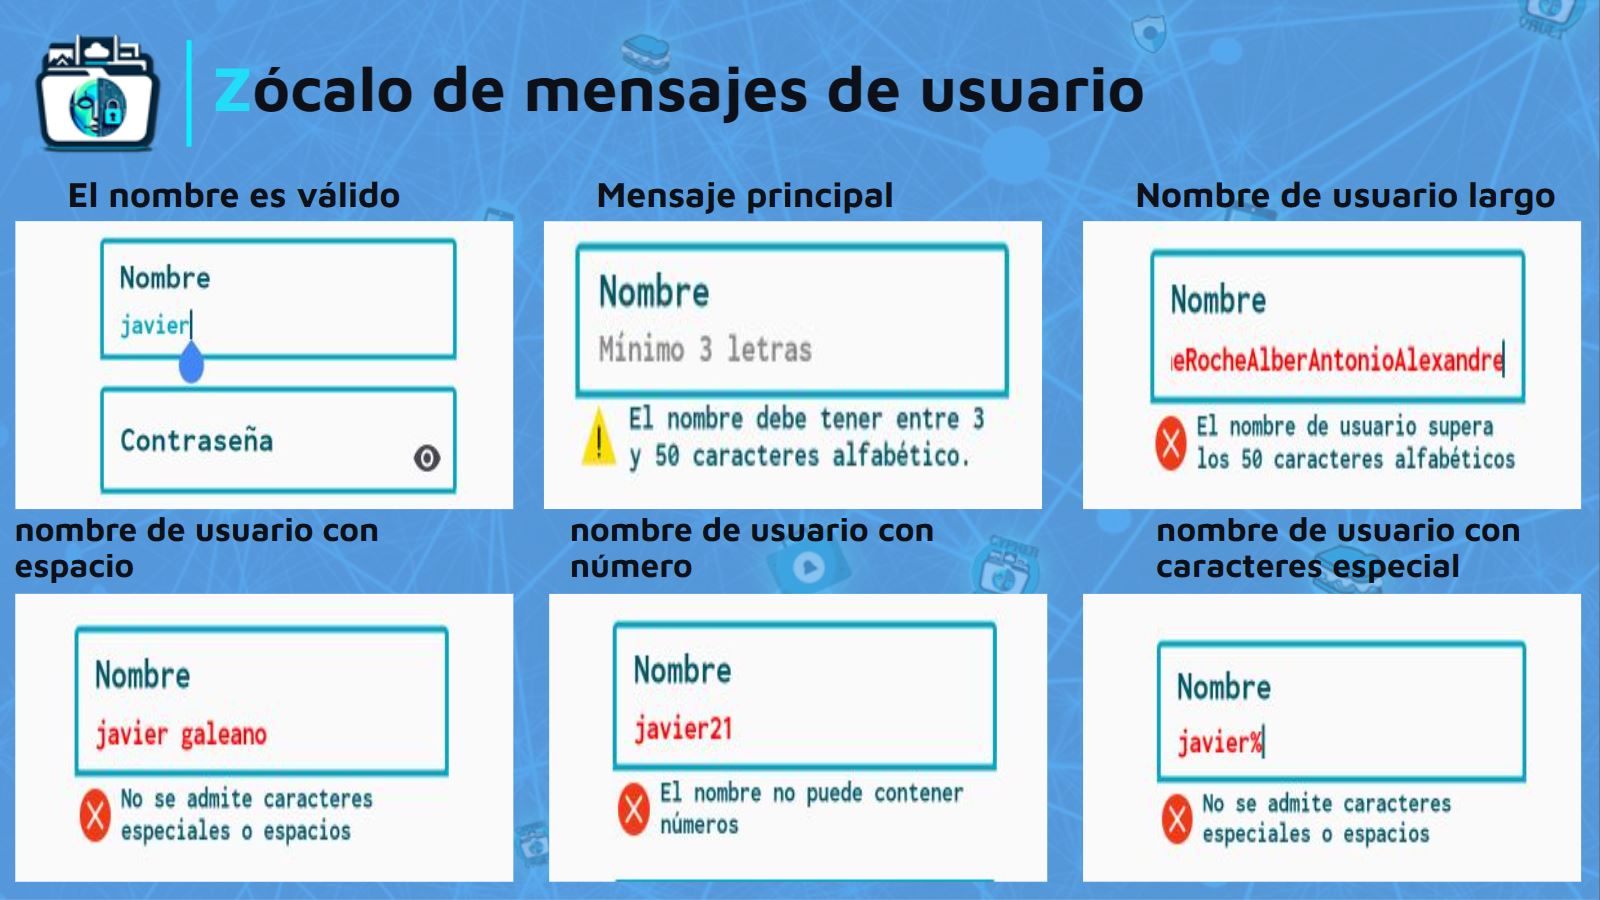 Zócalo de mensajes de usuario
El nombre es válido
Nombre
javier
Contraseña
Mensaje principal
Nombre
Mínimo 3 letras
El nombre debe tener entre 3
y 50 caracteres alfabético.
Nombre de usuario largo
Nombre
eRocheAlberAntonioAlexandre
El nombre de usuario supera
los 50 caracteres alfabéticos
nombre de usuario con
espacio
Nombre
javier galeano
No se admite caracteres
especiales o espacios
nombre de usuario con
número
Nombre
javier21
El nombre no puede contener
números
nombre de usuario con
caracteres especial
Nombre
javier%
No se admite caracteres
especiales o espacios
CYPHER
VAULT